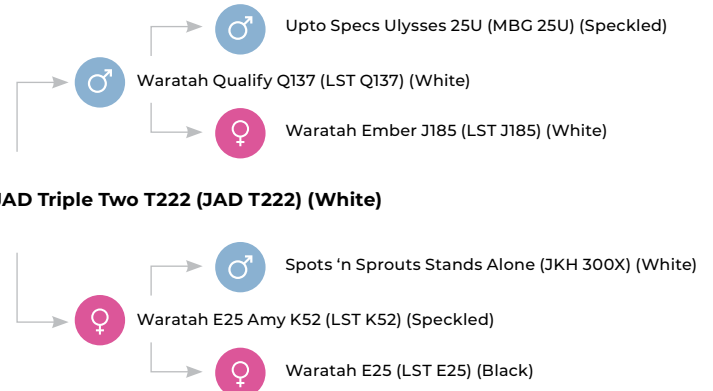 Upto Specs Ulysses 25U (MBG 25U) (Speckled)
Waratah Qualify Q137 (LST Q137) (White)
Waratah Ember J185 (LST J185) (White)
JAD Triple Two T222 (JAD T222) (White)
Spots ‘n Sprouts Stands Alone (JKH 300X) (White)
Waratah E25 Amy K52 (LST K52) (Speckled)
Waratah E25 (LST E25) (Black)